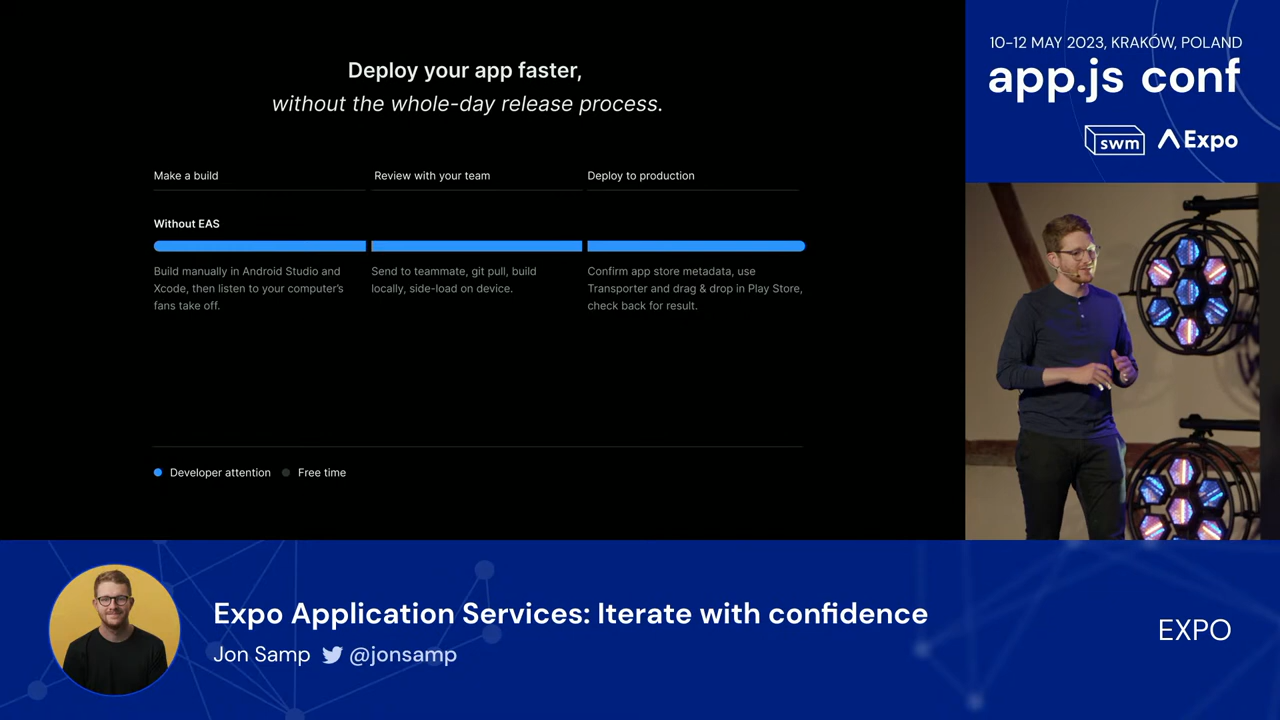 Deploy your app faster,
without the whole-day release process.
Make a build
Review with your team
Deploy to production
Without EAS
Build manually in Android Studio and
Xcode, then listen to your computer's
fans take off.
Send to teammate, git pull, build
locally, side-load on device.
Confirm app store metadata, use
Transporter and drag & drop in Play Store,
check back for result.
Developer attention
Free time
10-12 MAY 2023, KRAKÓW, POLAND
app.js conf
swm
Expo
Expo Application Services: Iterate with confidence
Jon Samp @jonsamp
EXPO